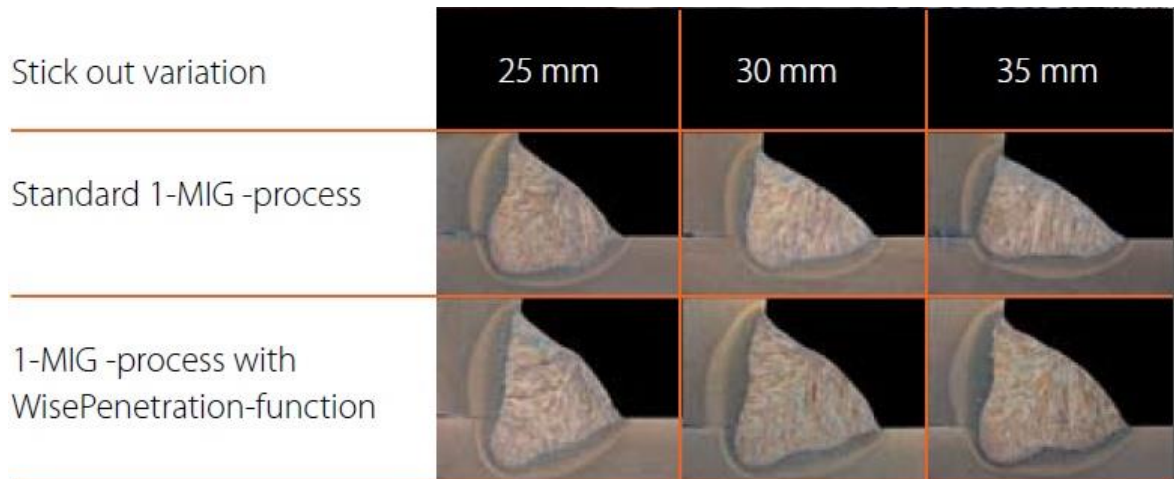 Stick out variation
25 mm
30 mm
35 mm
Standard 1-MIG -process
1-MIG -process with
WisePenetration-function